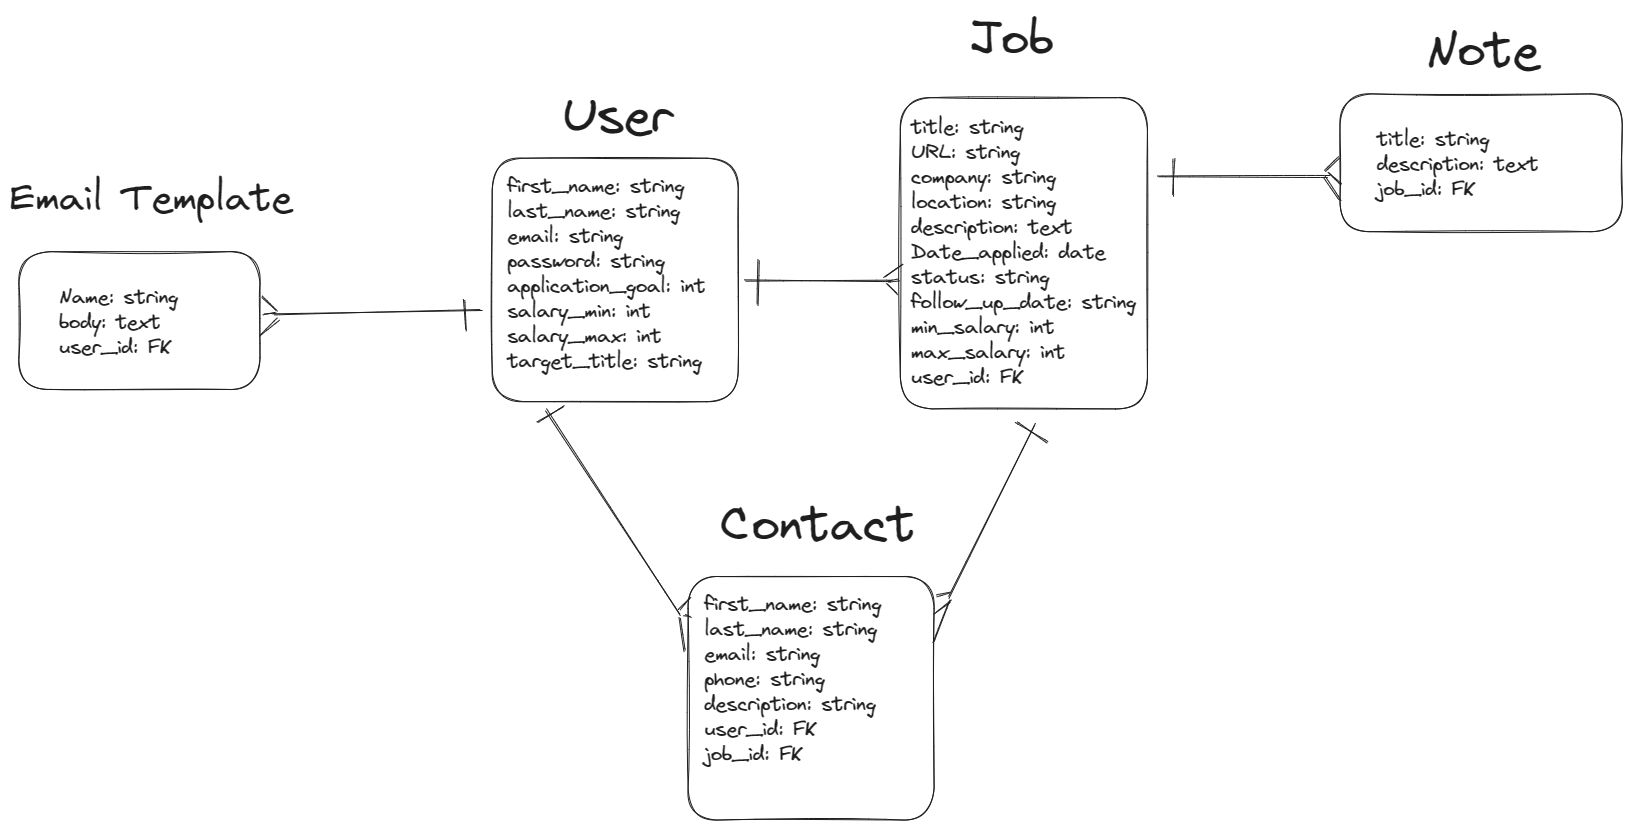 Email Template
Name: string
body: text
user_id: FK
User
first_name: string
last_name: string
email: string
password: string
application_goal: int
salary_min: int
salary_max: int
target_title: string
Job
title: string
URL: string
company: string
location: string
description: text
Date_applied: date
status: string
follow_up_date: string
min_salary: int
max_salary: int
user_id: FK
Note
title: string
description: text
job_id: FK
Contact
first_name: string
last_name: string
email: string
phone: string
description: string
user_id: FK
job_id: FK